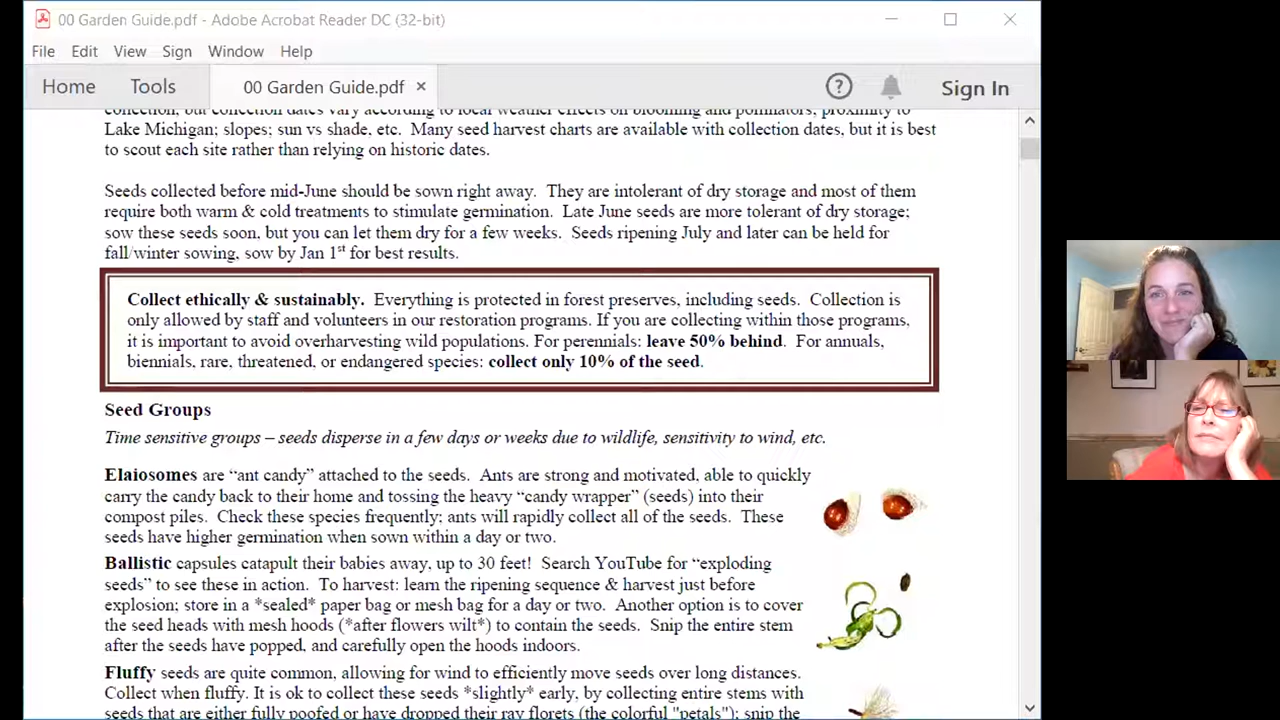 00 Garden Guide.pdf - Adobe Acrobat Reader DC (32-bit)
File Edit View Sign Window Help
Home Tools 00 Garden Guide.pdf × ? Sign In
collection, but collection dates vary according to local weather effects on blooming and pollinators, proximity to
Lake Michigan; slopes; sun vs shade, etc. Many seed harvest charts are available with collection dates, but it is best
to scout each site rather than relying on historic dates.
Seeds collected before mid-June should be sown right away. They are intolerant of dry storage and most of them
require both warm & cold treatments to stimulate germination. Late June seeds are more tolerant of dry storage;
sow these seeds soon, but you can let them dry for a few weeks. Seeds ripening July and later can be held for
fall/winter sowing, sow by Jan 1st for best results.
Collect ethically & sustainably. Everything is protected in forest preserves, including seeds. Collection is
only allowed by staff and volunteers in our restoration programs. If you are collecting within those programs,
it is important to avoid overharvesting wild populations. For perennials: leave 50% behind. For annuals,
biennials, rare, threatened, or endangered species: collect only 10% of the seed.
Seed Groups
Time sensitive groups – seeds disperse in a few days or weeks due to wildlife, sensitivity to wind, etc.
Elaiosomes are “ant candy” attached to the seeds. Ants are strong and motivated, able to quickly
carry the candy back to their home and tossing the heavy “candy wrapper” (seeds) into their
compost piles. Check these species frequently; ants will rapidly collect all of the seeds. These
seeds have higher germination when sown within a day or two.
Ballistic capsules catapult their babies away, up to 30 feet! Search YouTube for “exploding
seeds” to see these in action. To harvest: learn the ripening sequence & harvest just before
explosion; store in a *sealed* paper bag or mesh bag for a day or two. Another option is to cover
the seed heads with mesh hoods (*after flowers wilt*) to contain the seeds. Snip the entire stem
after the seeds have popped, and carefully open the hoods indoors.
Fluffy seeds are quite common, allowing for wind to efficiently move seeds over long distances.
Collect when fluffy. It is ok to collect these seeds *slightly* early, by collecting entire stems with
seeds that are either fully poofed or have dropped their ray florets (the colorful "petals"); snip the